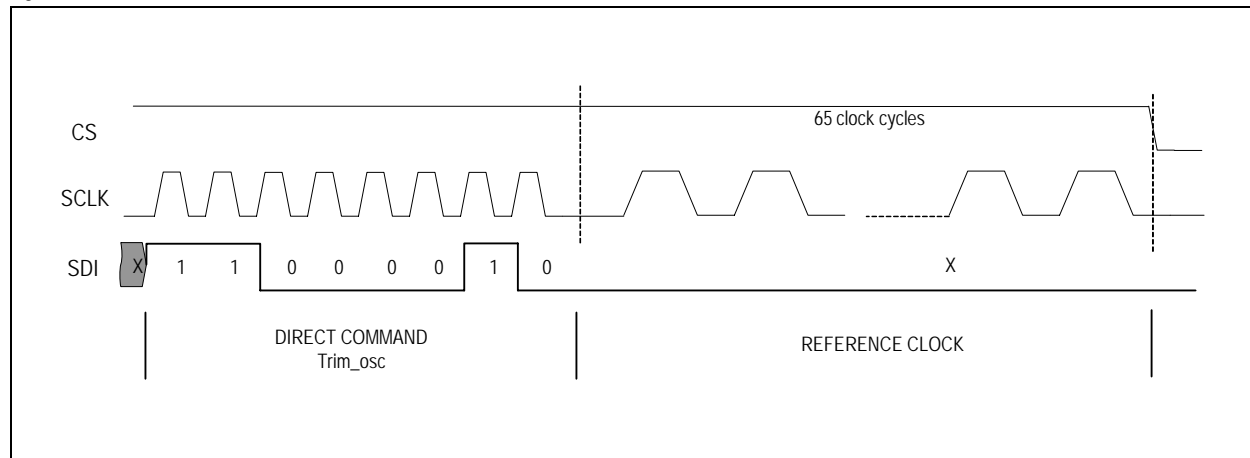 65 clock cycles
CS
SCLK
SDI X 1 1 0 0 0 0 1 0 X
DIRECT COMMAND
Trim_osc
REFERENCE CLOCK